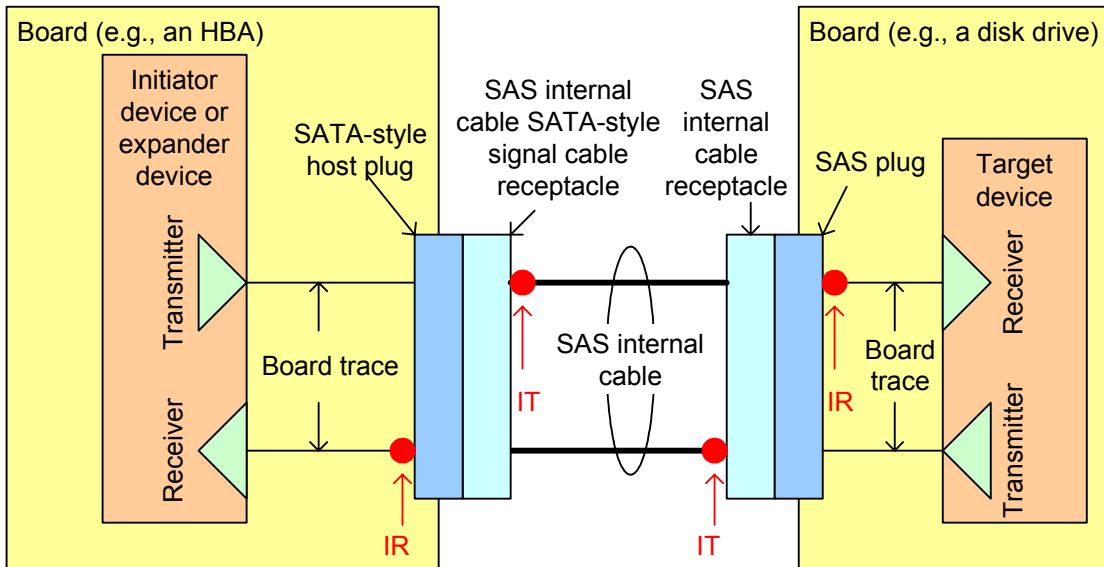 Board (e.g., an HBA)
Initiator
device or
expander
device
Transmitter
Receiver
Board trace
SATA-style
host plug
IR
SAS internal
cable SATA-style
signal cable
receptacle
IT
SAS internal
cable
IT
SAS
internal
cable
receptacle
Board (e.g., a disk drive)
SAS plug
IR
Board
trace
Target
device
Receiver
Transmitter